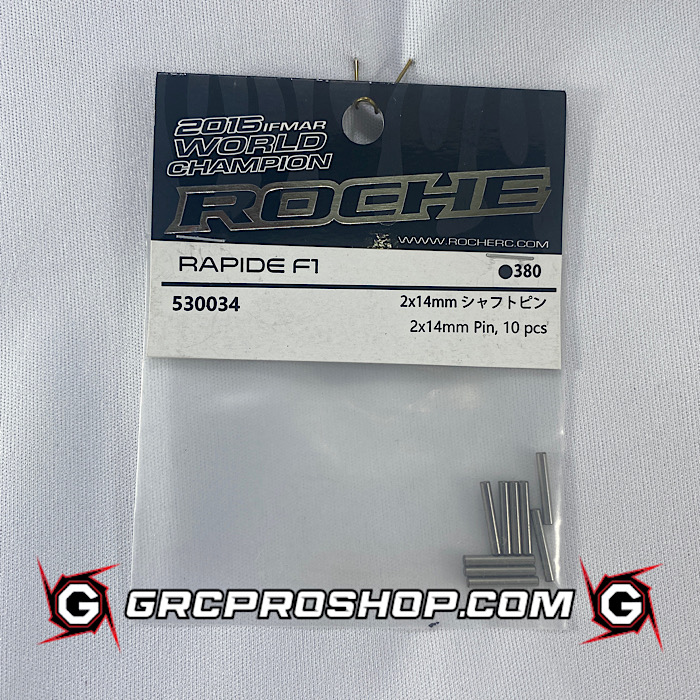 2016 IFMAR
WORLD
CHAMPION
ROCHE
WWW.ROCHERC.COM
RAPIDE F1
●380
530034
2x14mm シャフトピン
2x14mm Pin, 10 pcs
G GRCPROSHOP.COM G